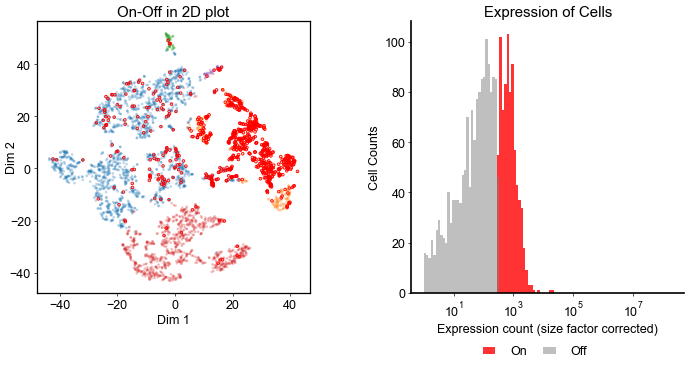 On-Off in 2D plot
Dim 2
40
20
0
−20
−40
−40 −20 0 20 40
Dim 1
Expression of Cells
Cell Counts
100
80
60
40
20
0
10^1 10^3 10^5 10^7
Expression count (size factor corrected)
On Off